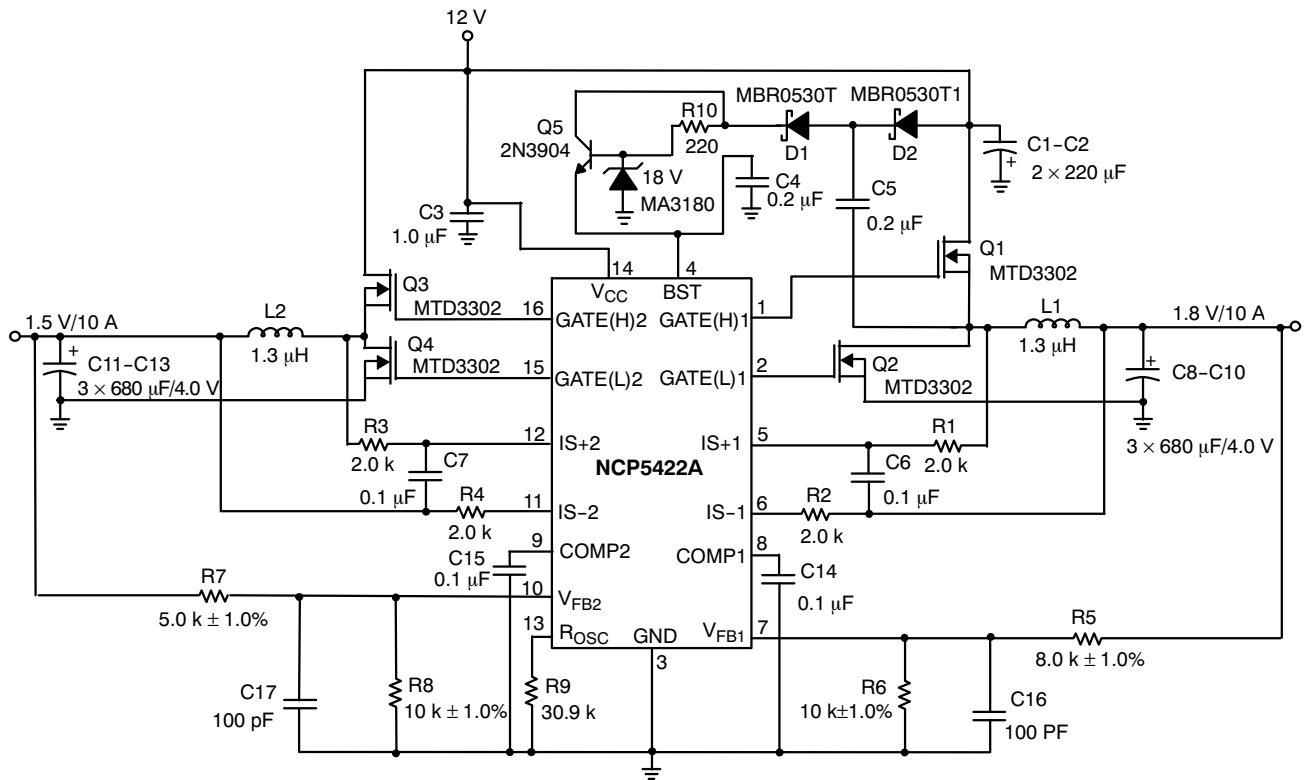 12 V
MBR0530T MBR0530T1
R10
220
Q5
2N3904
D1
D2
C1–C2
2 × 220 µF
18 V
MA3180
C4
0.2 µF
C5
0.2 µF
C3
1.0 µF
Q1
MTD3302
14
4
VCC
BST
Q3
MTD3302
16
GATE(H)2
GATE(H)1
1
1.5 V/10 A
L2
1.3 µH
L1
1.3 µH
1.8 V/10 A
Q4
MTD3302
15
GATE(L)2
GATE(L)1
2
Q2
MTD3302
C11–C13
3 × 680 µF/4.0 V
C8–C10
3 × 680 µF/4.0 V
R3
2.0 k
12
IS+2
IS+1
5
R1
2.0 k
C7
0.1 µF
NCP5422A
C6
0.1 µF
R4
2.0 k
11
IS–2
IS–1
6
R2
2.0 k
9
COMP2
COMP1
8
C15
0.1 µF
C14
0.1 µF
R7
5.0 k ± 1.0%
10
VFB2
13
ROSC
GND
3
VFB1
7
R5
8.0 k ± 1.0%
C17
100 pF
R8
10 k ± 1.0%
R9
30.9 k
R6
10 k±1.0%
C16
100 PF